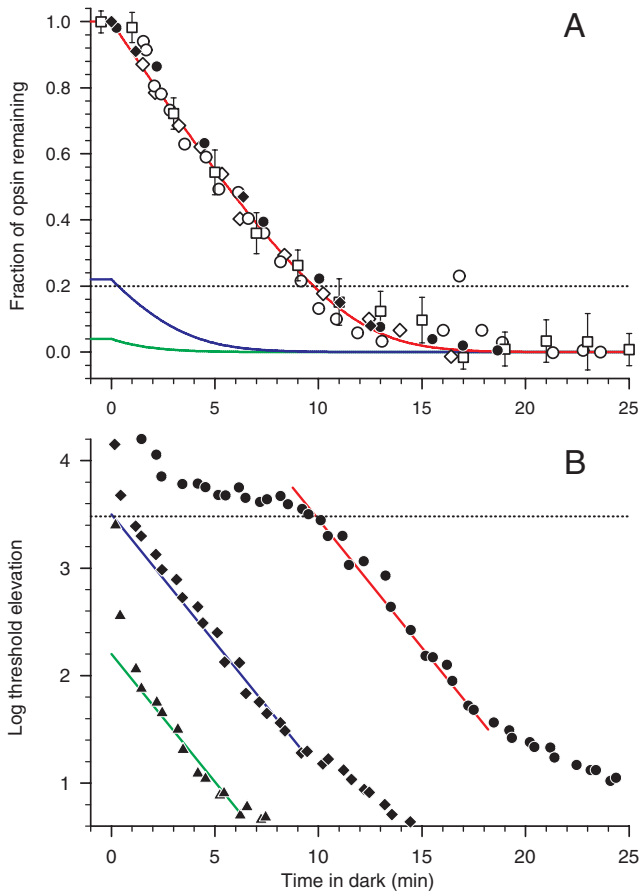 A
Fraction of opsin remaining
1.0
0.8
0.6
0.4
0.2
0.0
0 5 10 15 20 25
B
Log threshold elevation
4
3
2
1
0 5 10 15 20 25
Time in dark (min)